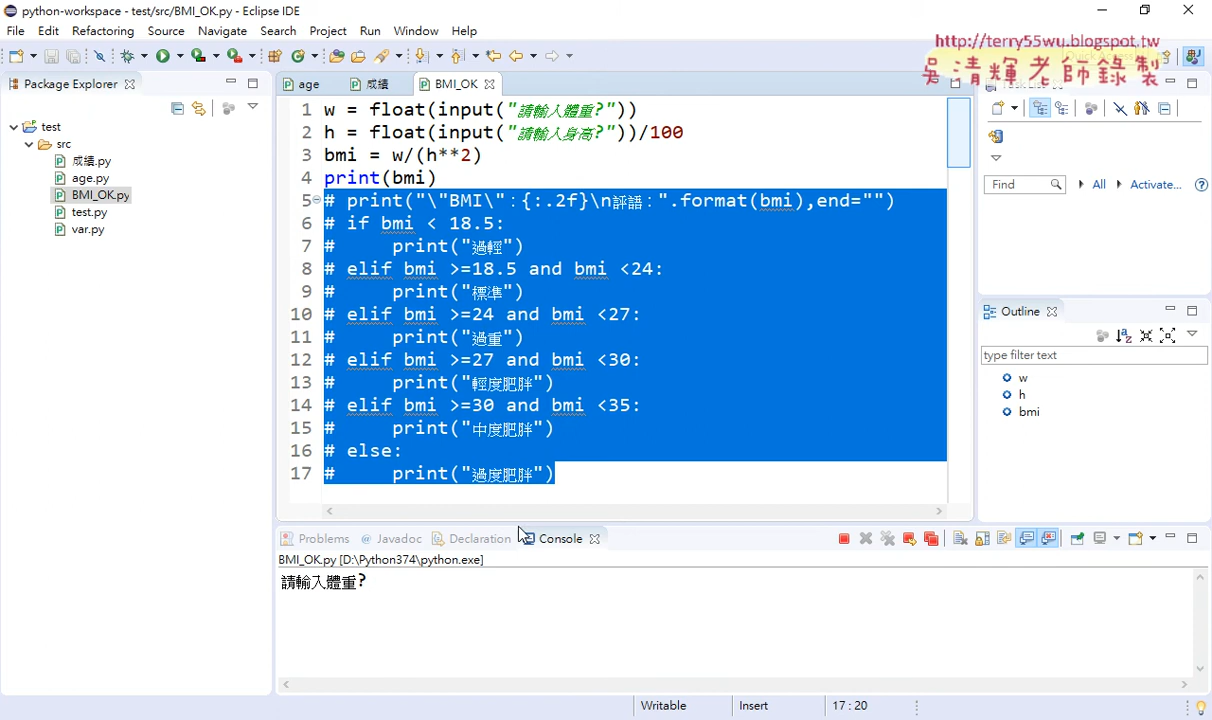 python-workspace - test/src/BMI_OK.py - Eclipse IDE
File Edit Refactoring Source Navigate Search Project Run Window Help
http://terry55wu.blogspot.tw
吳清輝老師錄製
Package Explorer
age 成績 BMI_OK
test
src
成績.py
age.py
BMI_OK.py
test.py
var.py
1 w = float(input("請輸入體重?"))
2 h = float(input("請輸入身高?"))/100
3 bmi = w/(h**2)
4 print(bmi)
5 # print("\"BMI\":{:.2f}\n評語:".format(bmi),end="")
6 # if bmi < 18.5:
7 #     print("過輕")
8 # elif bmi >=18.5 and bmi <24:
9 #     print("標準")
10 # elif bmi >=24 and bmi <27:
11 #     print("過重")
12 # elif bmi >=27 and bmi <30:
13 #     print("輕度肥胖")
14 # elif bmi >=30 and bmi <35:
15 #     print("中度肥胖")
16 # else:
17 #     print("過度肥胖")
Find All Activate...
Outline
type filter text
w
h
bmi
Problems Javadoc Declaration Console
BMI_OK.py [D:\Python374\python.exe]
請輸入體重?
Writable Insert 17 : 20